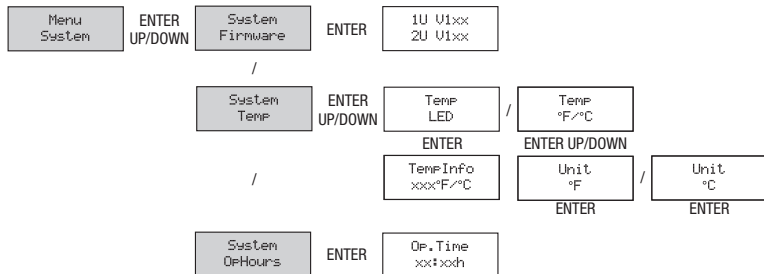 Menu
System
ENTER
UP/DOWN
System
Firmware
ENTER
1U V1xx
2U V1xx
/
System
Temp
ENTER
UP/DOWN
Temp
LED
/
Temp
°F/°C
ENTER
ENTER UP/DOWN
/
TempInfo
xxx°F/°C
Unit
°F
/
Unit
°C
ENTER
ENTER
System
OpHours
ENTER
Op.Time
xx:xxh